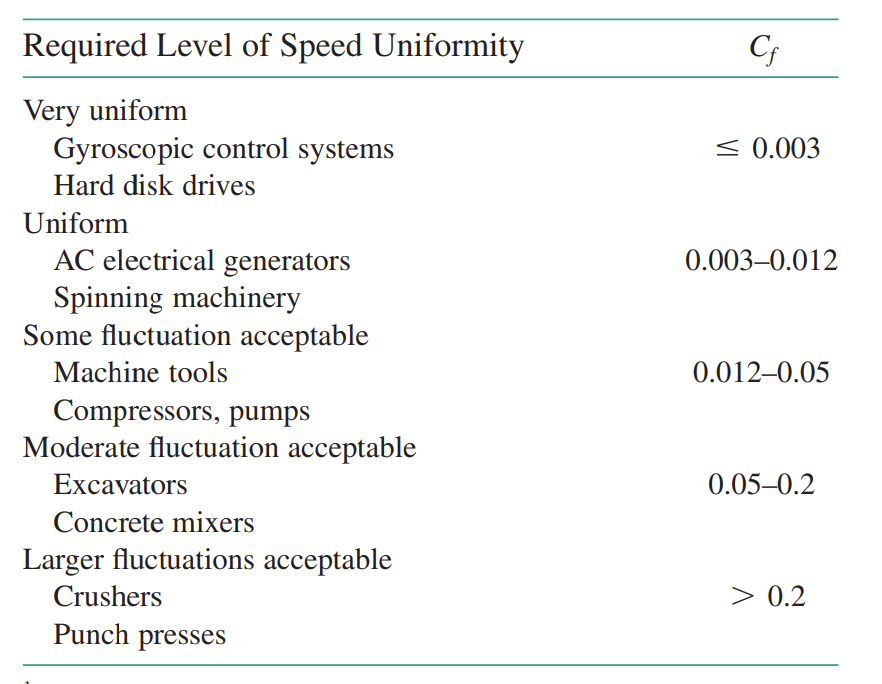 Required Level of Speed Uniformity C_f
Very uniform
Gyroscopic control systems ≤ 0.003
Hard disk drives
Uniform
AC electrical generators 0.003–0.012
Spinning machinery
Some fluctuation acceptable
Machine tools 0.012–0.05
Compressors, pumps
Moderate fluctuation acceptable
Excavators 0.05–0.2
Concrete mixers
Larger fluctuations acceptable
Crushers > 0.2
Punch presses